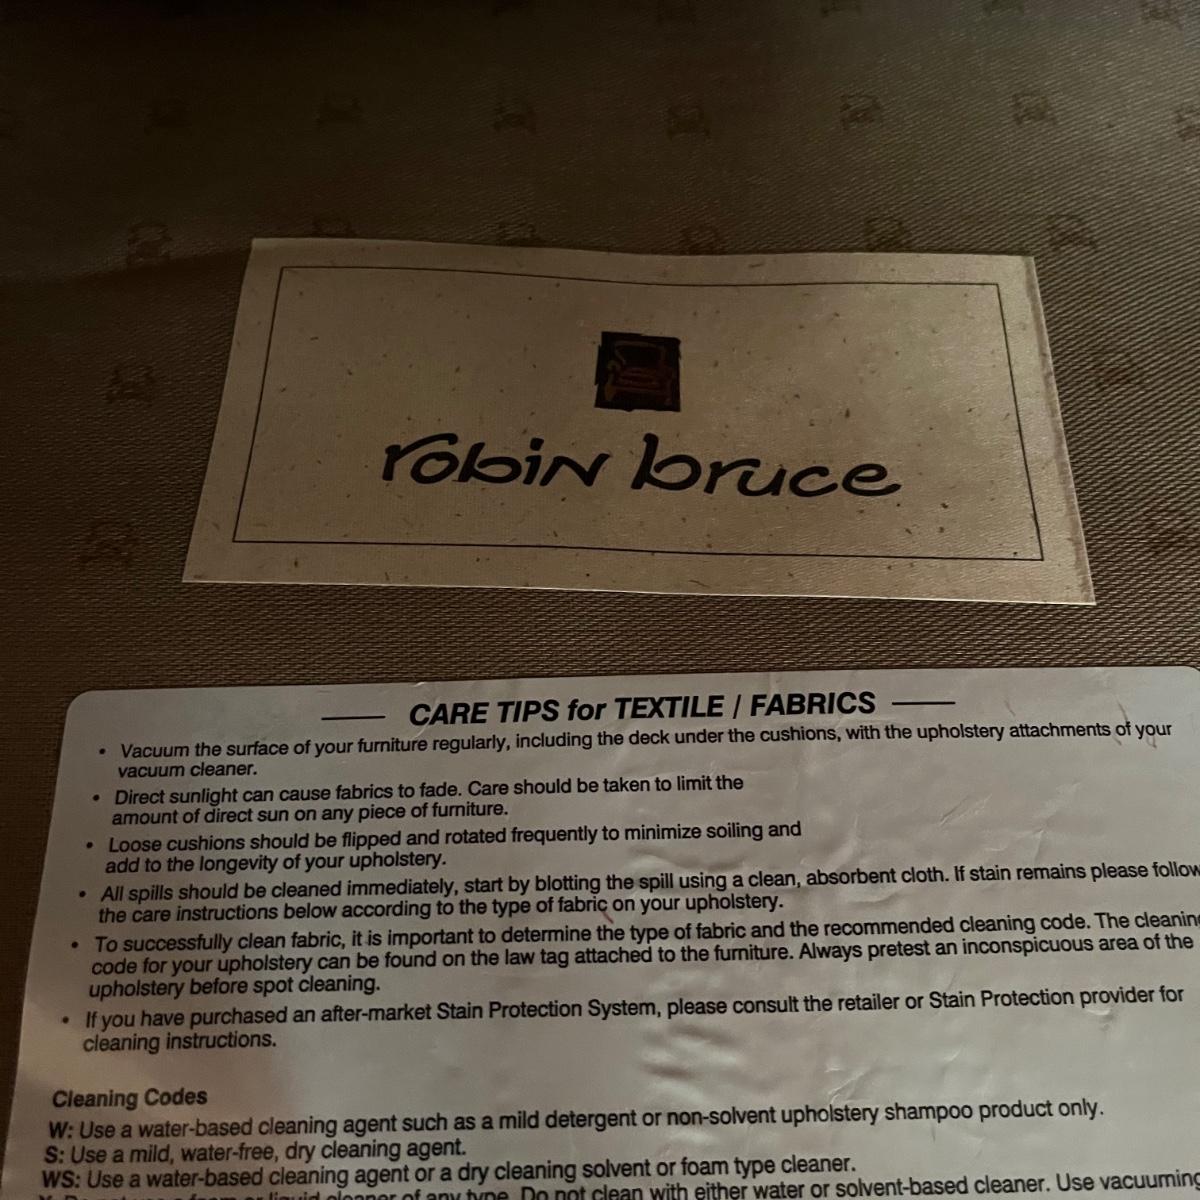 robin bruce
CARE TIPS for TEXTILE / FABRICS
• Vacuum the surface of your furniture regularly, including the deck under the cushions, with the upholstery attachments of your
vacuum cleaner.
• Direct sunlight can cause fabrics to fade. Care should be taken to limit the
amount of direct sun on any piece of furniture.
• Loose cushions should be flipped and rotated frequently to minimize soiling and
add to the longevity of your upholstery.
• All spills should be cleaned immediately, start by blotting the spill using a clean, absorbent cloth. If stain remains please follow
the care instructions below according to the type of fabric on your upholstery.
• To successfully clean fabric, it is important to determine the type of fabric and the recommended cleaning code. The cleaning
code for your upholstery can be found on the law tag attached to the furniture. Always pretest an inconspicuous area of the
upholstery before spot cleaning.
• If you have purchased an after-market Stain Protection System, please consult the retailer or Stain Protection provider for
cleaning instructions.
Cleaning Codes
W: Use a water-based cleaning agent such as a mild detergent or non-solvent upholstery shampoo product only.
S: Use a mild, water-free, dry cleaning agent.
WS: Use a water-based cleaning agent or a dry cleaning solvent or foam type cleaner.
X: Do not use a foam or liquid cleaner of any type. Do not clean with either water or solvent-based cleaner. Use vacuuming